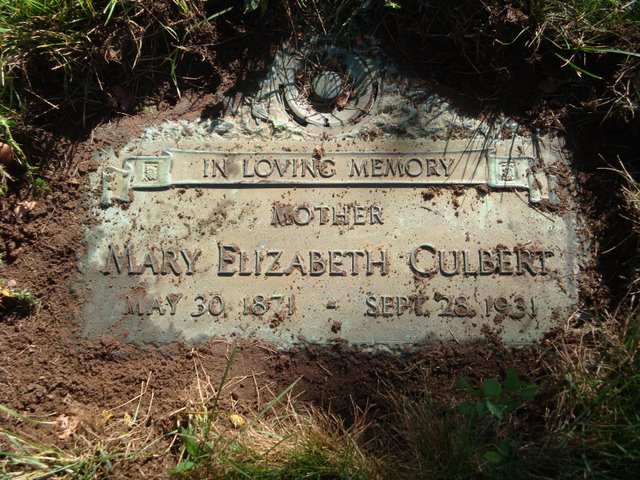 IN LOVING MEMORY
MOTHER
MARY ELIZABETH CULBERT
MAY 30, 1871 - SEPT. 28, 1931